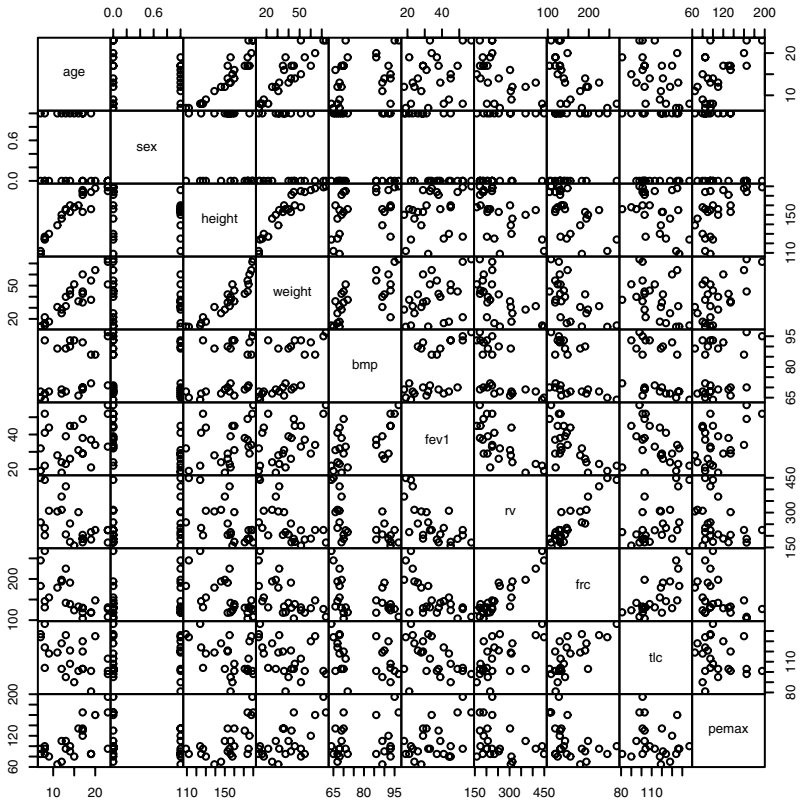 0.0 0.6 20 50 20 40 100 200 60 120 200
age 10 20
0.0 0.6 sex
height 110 150
20 50 weight
bmp 65 80 95
20 40 fev1
rv 150 300 450
100 200 frc
tlc 80 110
60 120 200 pemax
10 20 110 150 65 80 95 150 300 450 80 110